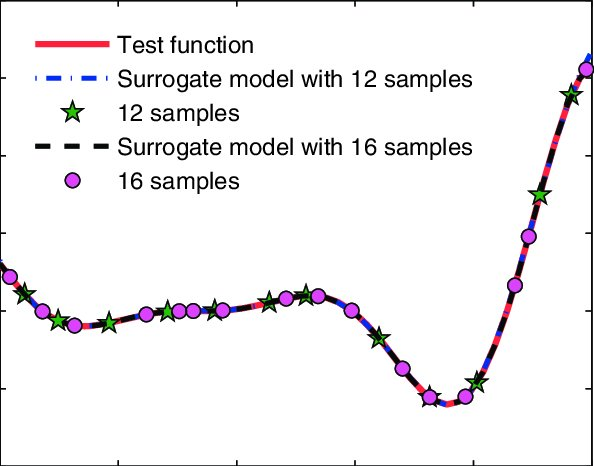 Test function
Surrogate model with 12 samples
12 samples
Surrogate model with 16 samples
16 samples